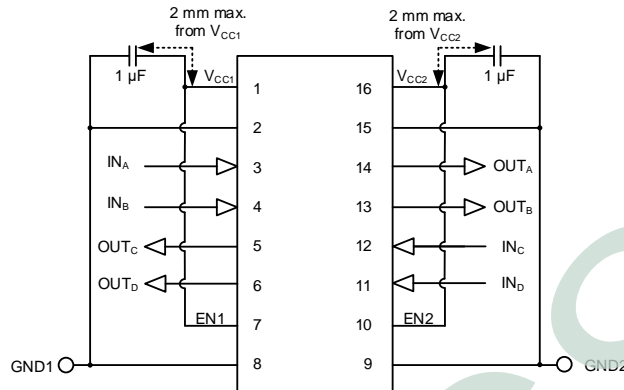 2 mm max.
from VCC1
2 mm max.
from VCC2
1 µF
1 µF
VCC1
1
16
VCC2
2
15
INA
3
14
OUTA
INB
4
13
OUTB
OUTC
5
12
INC
OUTD
6
11
IND
EN1
7
10
EN2
GND1
8
9
GND2